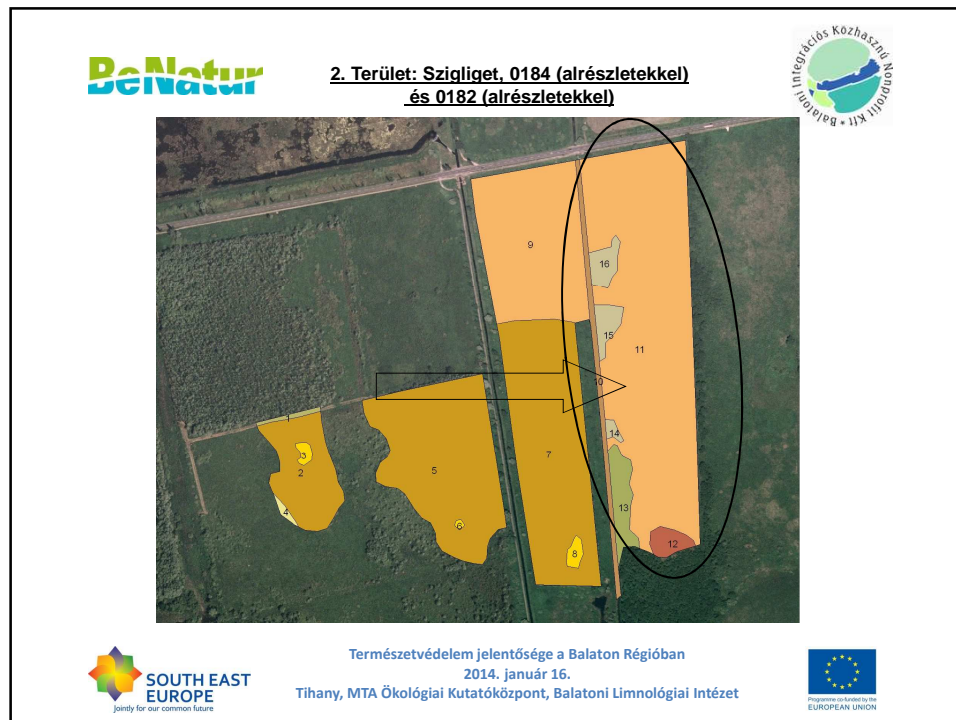 BeNatur
2. Terület: Szigliget, 0184 (alrészletekkel)
és 0182 (alrészletekkel)
Balatoni Integrációs Közhasznú Nonprofit Kft *
9
16
15
11
10
14
1
3
2
4
5
6
7
8
13
12
SOUTH EAST
EUROPE
Jointly for our common future
Természetvédelem jelentősége a Balaton Régióban
2014. január 16.
Tihany, MTA Ökológiai Kutatóközpont, Balatoni Limnológiai Intézet
Programme co-funded by the
EUROPEAN UNION